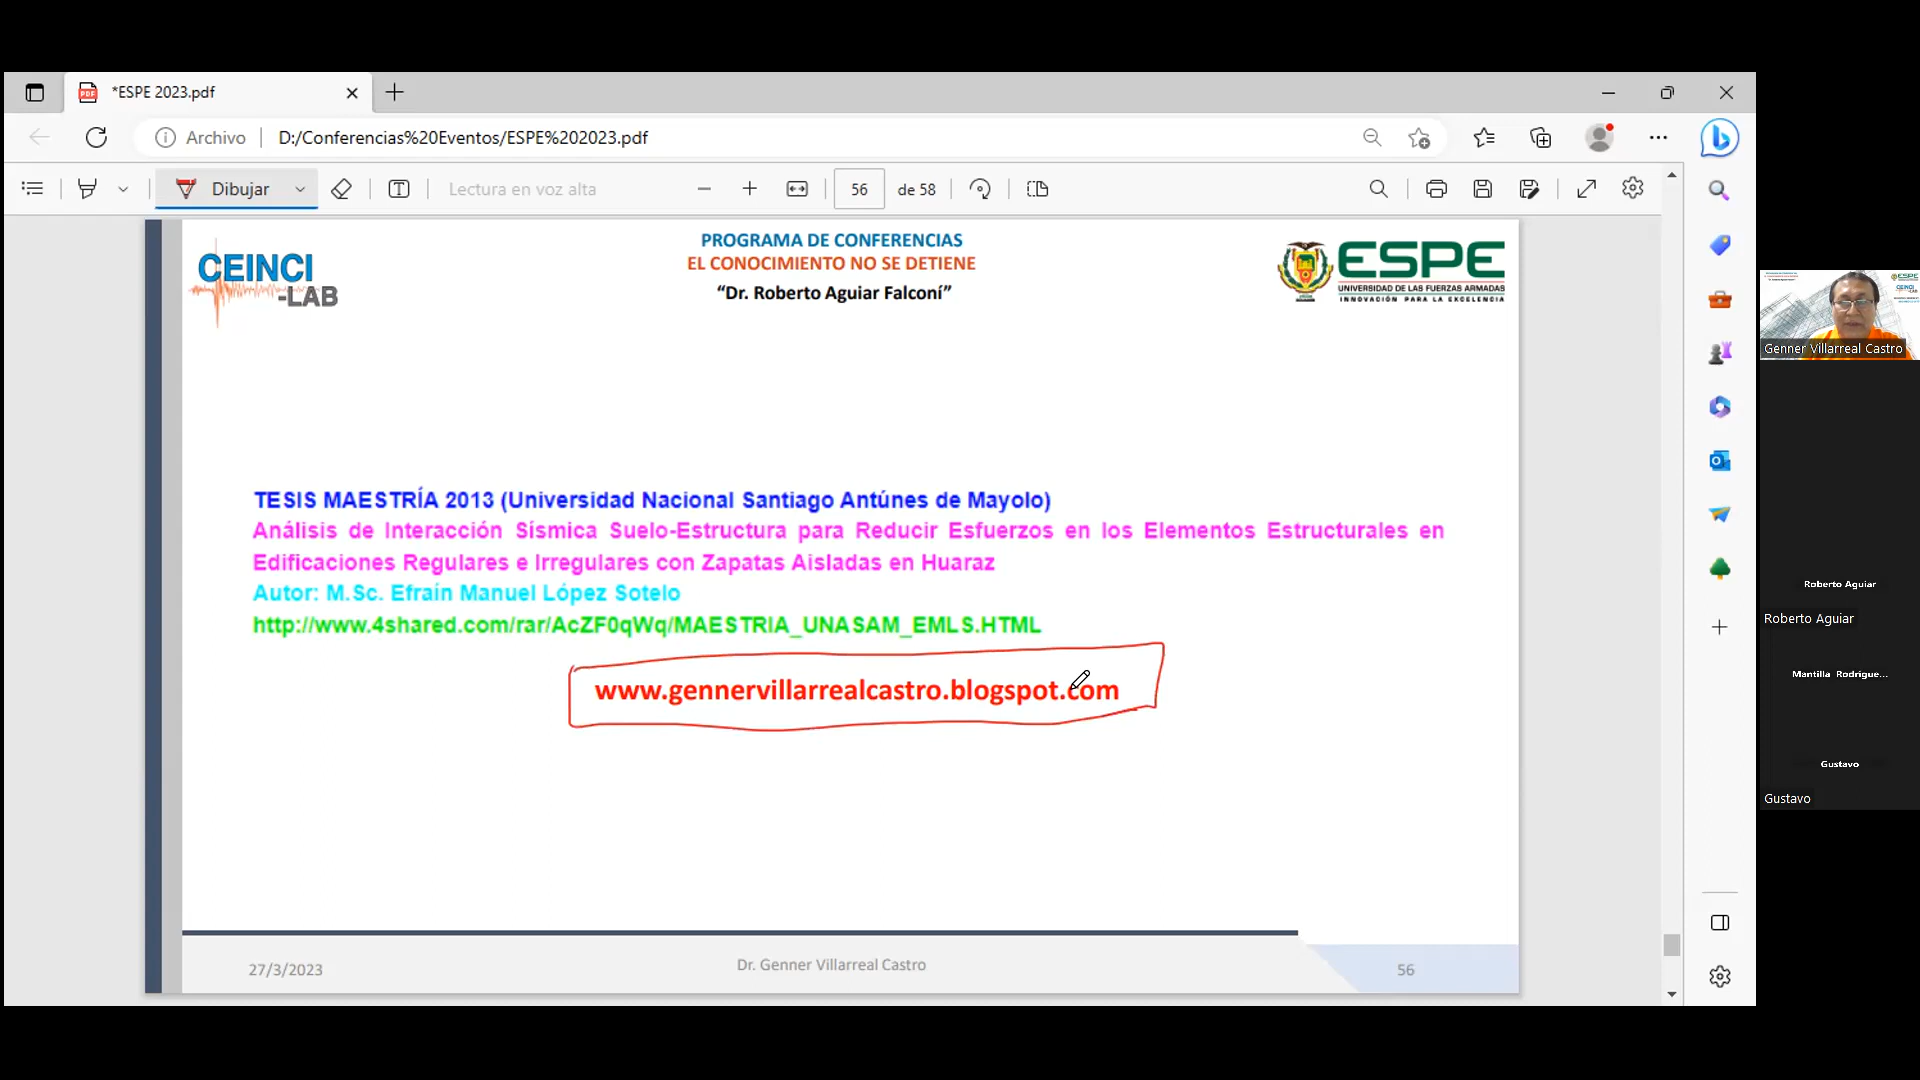 *ESPE 2023.pdf
Archivo
D:/Conferencias%20Eventos/ESPE%202023.pdf
Dibujar
Lectura en voz alta
56 de 58
CEINCI
-LAB
PROGRAMA DE CONFERENCIAS
EL CONOCIMIENTO NO SE DETIENE
“Dr. Roberto Aguiar Falconí”
ESPE
UNIVERSIDAD DE LAS FUERZAS ARMADAS
INNOVACIÓN PARA LA EXCELENCIA
TESIS MAESTRÍA 2013 (Universidad Nacional Santiago Antúnes de Mayolo)
Análisis de Interacción Sísmica Suelo-Estructura para Reducir Esfuerzos en los Elementos Estructurales en
Edificaciones Regulares e Irregulares con Zapatas Aisladas en Huaraz
Autor: M.Sc. Efraín Manuel López Sotelo
http://www.4shared.com/rar/AcZF0qWq/MAESTRIA_UNASAM_EMLS.HTML
www.gennervillarrealcastro.blogspot.com
27/3/2023
Dr. Genner Villarreal Castro
56
Genner Villarreal Castro
Roberto Aguiar
Roberto Aguiar
Mantilla Rodrigue...
Gustavo
Gustavo